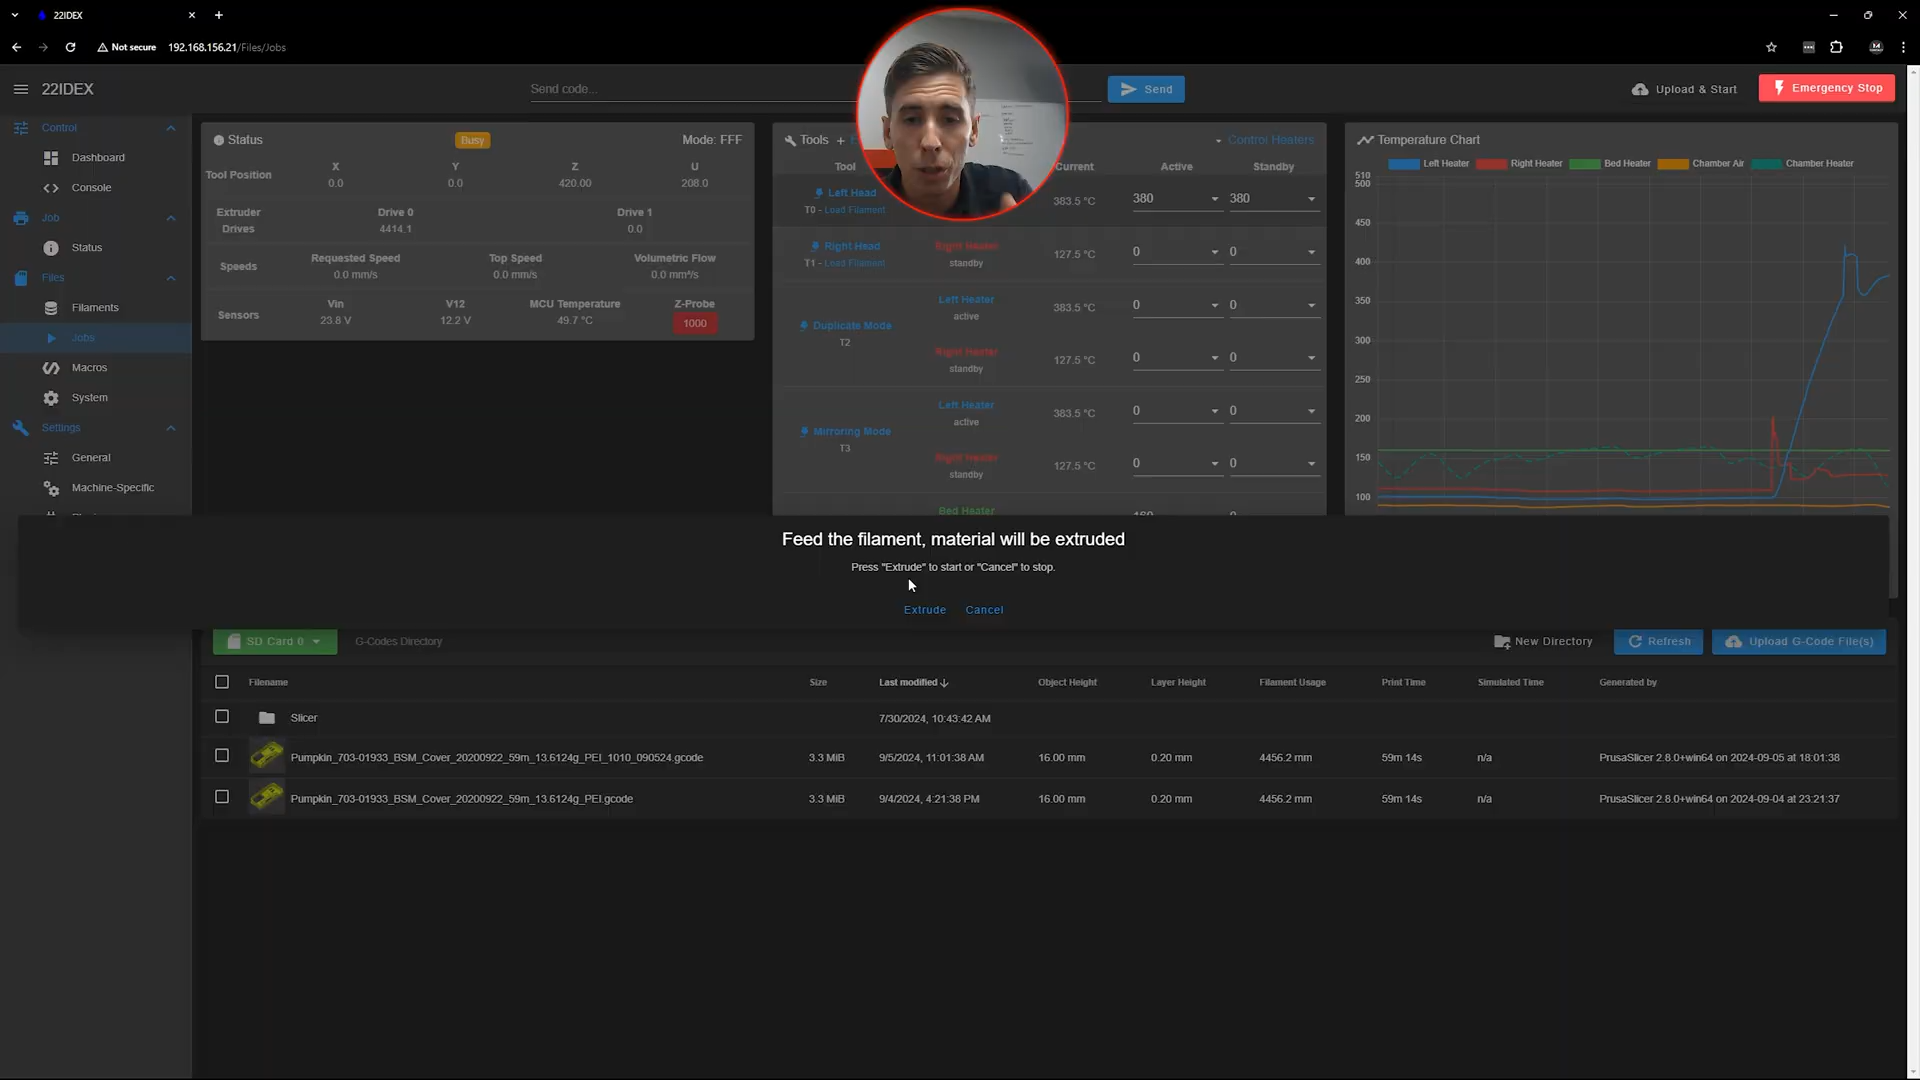 22IDEX
Not secure 192.168.156.21/Files/Jobs
22IDEX
Send code...
Send
Upload & Start
Emergency Stop
Control
Dashboard
Console
Job
Status
Files
Filaments
Jobs
Macros
System
Settings
General
Machine-Specific
Status
Busy
Mode: FFF
Tool Position
X Y Z U
0.0 0.0 420.00 208.0
Extruder Drives
Drive 0 Drive 1
4414.1 0.0
Speeds
Requested Speed Top Speed Volumetric Flow
0.0 mm/s 0.0 mm/s 0.0 mm³/s
Sensors
Vin V12 MCU Temperature Z-Probe
23.8 V 12.2 V 49.7 °C 1000
Tools +
Control Heaters
Tool Current Active Standby
Left Head
T0 - Load Filament
383.5 °C 380 380
Right Head
T1 - Load Filament
Right Heater
standby
127.5 °C 0 0
Duplicate Mode
T2
Left Heater
active
383.5 °C 0 0
Right Heater
standby
127.5 °C 0 0
Mirroring Mode
T3
Left Heater
active
383.5 °C 0 0
Right Heater
standby
127.5 °C 0 0
Bed Heater
Temperature Chart
Left Heater Right Heater Bed Heater Chamber Air Chamber Heater
510
500
450
400
350
300
250
200
150
100
Feed the filament, material will be extruded
Press "Extrude" to start or "Cancel" to stop.
Extrude Cancel
SD Card 0
G-Codes Directory
New Directory
Refresh
Upload G-Code File(s)
Filename Size Last modified Object Height Layer Height Filament Usage Print Time Simulated Time Generated by
Slicer 7/30/2024, 10:43:42 AM
Pumpkin_703-01933_BSM_Cover_20200922_59m_13.6124g_PEI_1010_090524.gcode 3.3 MiB 9/5/2024, 11:01:38 AM 16.00 mm 0.20 mm 4456.2 mm 59m 14s n/a PrusaSlicer 2.8.0+win64 on 2024-09-05 at 18:01:38
Pumpkin_703-01933_BSM_Cover_20200922_59m_13.6124g_PEI.gcode 3.3 MiB 9/4/2024, 4:21:38 PM 16.00 mm 0.20 mm 4456.2 mm 59m 14s n/a PrusaSlicer 2.8.0+win64 on 2024-09-04 at 23:21:37